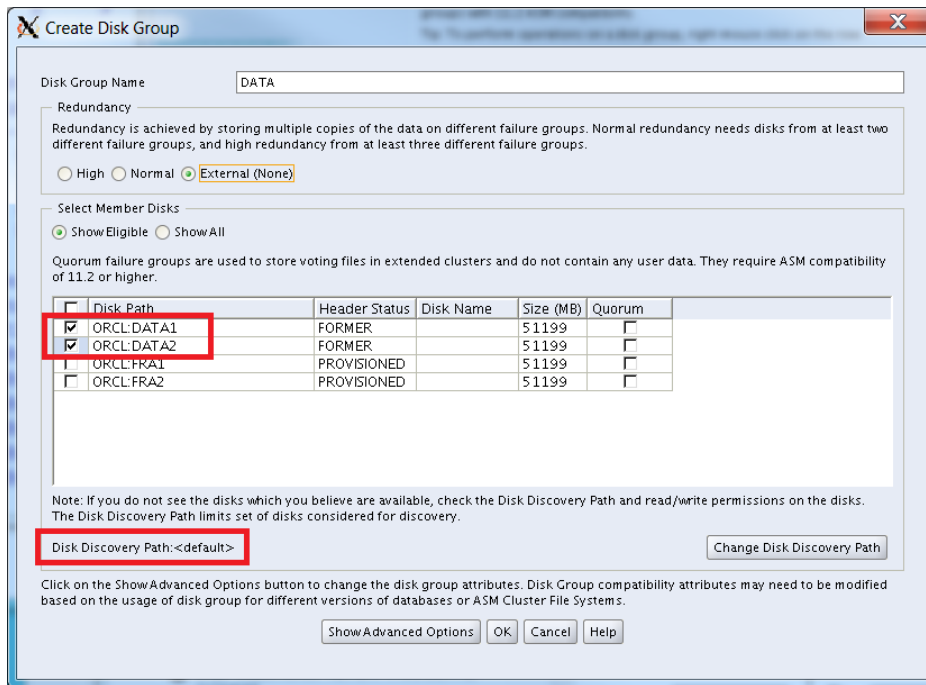 Create Disk Group
Disk Group Name DATA
Redundancy
Redundancy is achieved by storing multiple copies of the data on different failure groups. Normal redundancy needs disks from at least two
different failure groups, and high redundancy from at least three different failure groups.
High Normal External (None)
Select Member Disks
Show Eligible Show All
Quorum failure groups are used to store voting files in extended clusters and do not contain any user data. They require ASM compatibility
of 11.2 or higher.
Disk Path Header Status Disk Name Size (MB) Quorum
ORCL:DATA1 FORMER 51199
ORCL:DATA2 FORMER 51199
ORCL:FRA1 PROVISIONED 51199
ORCL:FRA2 PROVISIONED 51199
Note: If you do not see the disks which you believe are available, check the Disk Discovery Path and read/write permissions on the disks.
The Disk Discovery Path limits set of disks considered for discovery.
Disk Discovery Path:<default> Change Disk Discovery Path
Click on the Show Advanced Options button to change the disk group attributes. Disk Group compatibility attributes may need to be modified
based on the usage of disk group for different versions of databases or ASM Cluster File Systems.
Show Advanced Options OK Cancel Help